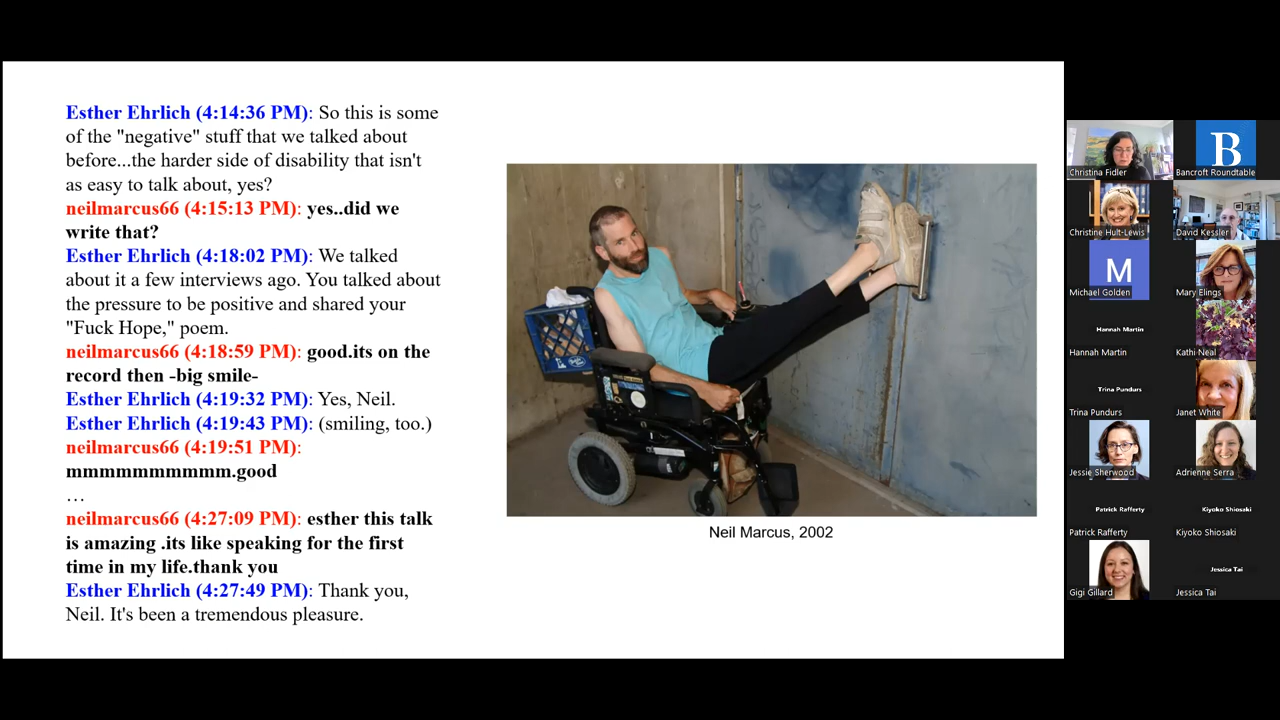 Esther Ehrlich (4:14:36 PM): So this is some
of the "negative" stuff that we talked about
before...the harder side of disability that isn't
as easy to talk about, yes?
neilmarcus66 (4:15:13 PM): yes..did we
write that?
Esther Ehrlich (4:18:02 PM): We talked
about it a few interviews ago. You talked about
the pressure to be positive and shared your
"Fuck Hope," poem.
neilmarcus66 (4:18:59 PM): good.its on the
record then -big smile-
Esther Ehrlich (4:19:32 PM): Yes, Neil.
Esther Ehrlich (4:19:43 PM): (smiling, too.)
neilmarcus66 (4:19:51 PM):
mmmmmmmmmm.good
…
neilmarcus66 (4:27:09 PM): esther this talk
is amazing .its like speaking for the first
time in my life.thank you
Esther Ehrlich (4:27:49 PM): Thank you,
Neil. It's been a tremendous pleasure.
Neil Marcus, 2002
Christina Fidler
B
Bancroft Roundtable
Christine Hult-Lewis
David Kessler
M
Michael Golden
Mary Elings
Hannah Martin
Hannah Martin
Kathi Neal
Trina Pundurs
Trina Pundurs
Janet White
Jessie Sherwood
Adrienne Serra
Patrick Rafferty
Patrick Rafferty
Kiyoko Shiosaki
Kiyoko Shiosaki
Gigi Gillard
Jessica Tai
Jessica Tai